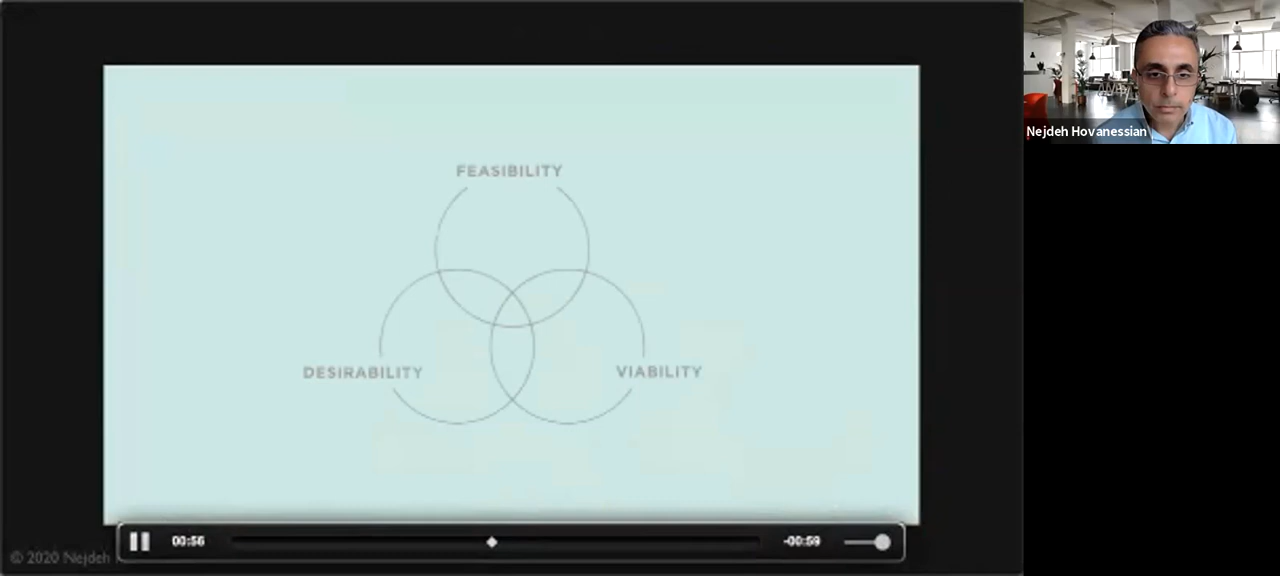 FEASIBILITY
DESIRABILITY
VIABILITY
00:56
-00:59
© 2020 Nejdeh
Nejdeh Hovanessian